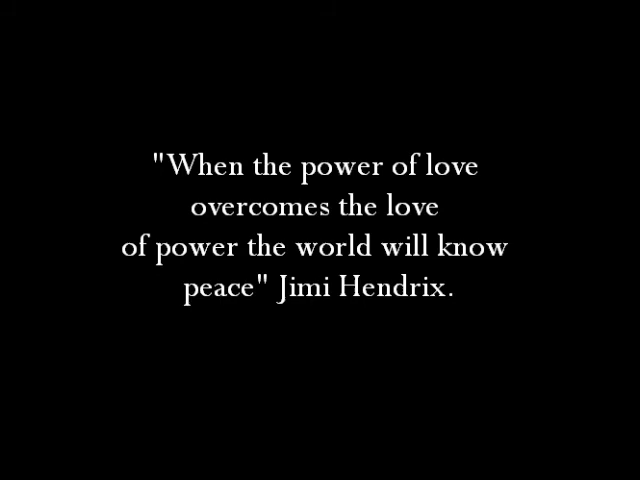 "When the power of love
overcomes the love
of power the world will know
peace" Jimi Hendrix.